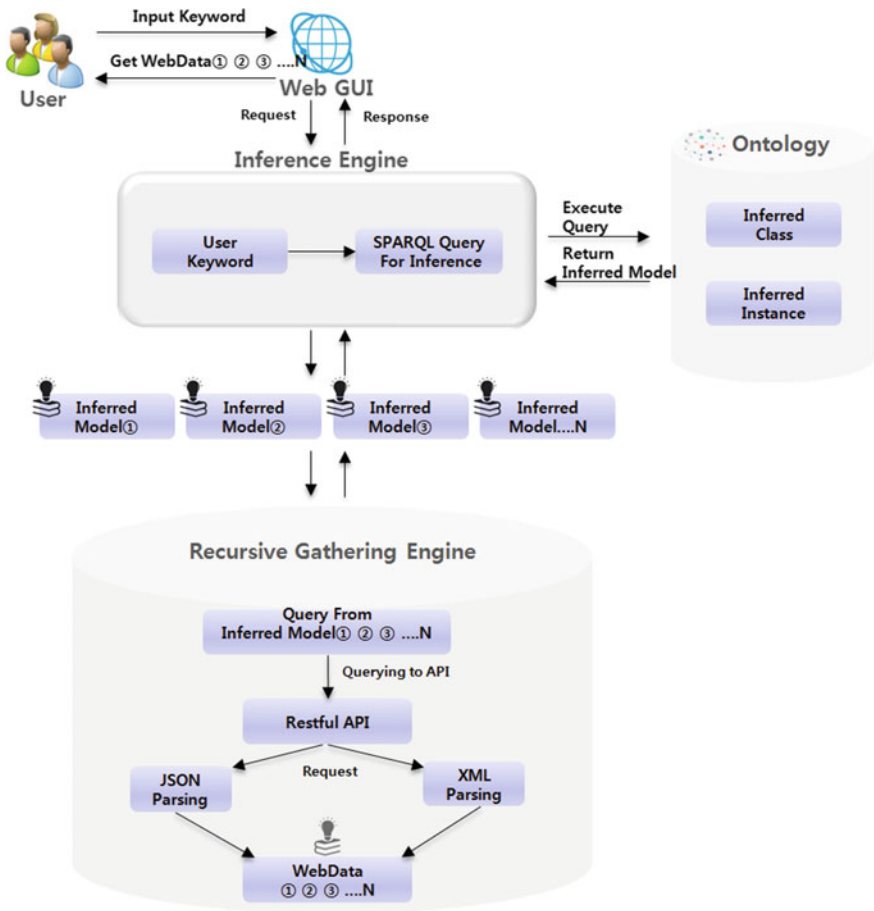 Input Keyword
Get WebData① ② ③ ....N
User
Web GUI
Request
Response
Inference Engine
Ontology
User
Keyword
SPARQL Query
For Inference
Execute
Query
Return
Inferred Model
Inferred
Class
Inferred
Instance
Inferred
Model①
Inferred
Model②
Inferred
Model③
Inferred
Model....N
Recursive Gathering Engine
Query From
Inferred Model① ② ③ ....N
Querying to API
Restful API
Request
JSON
Parsing
XML
Parsing
WebData
① ② ③ ....N